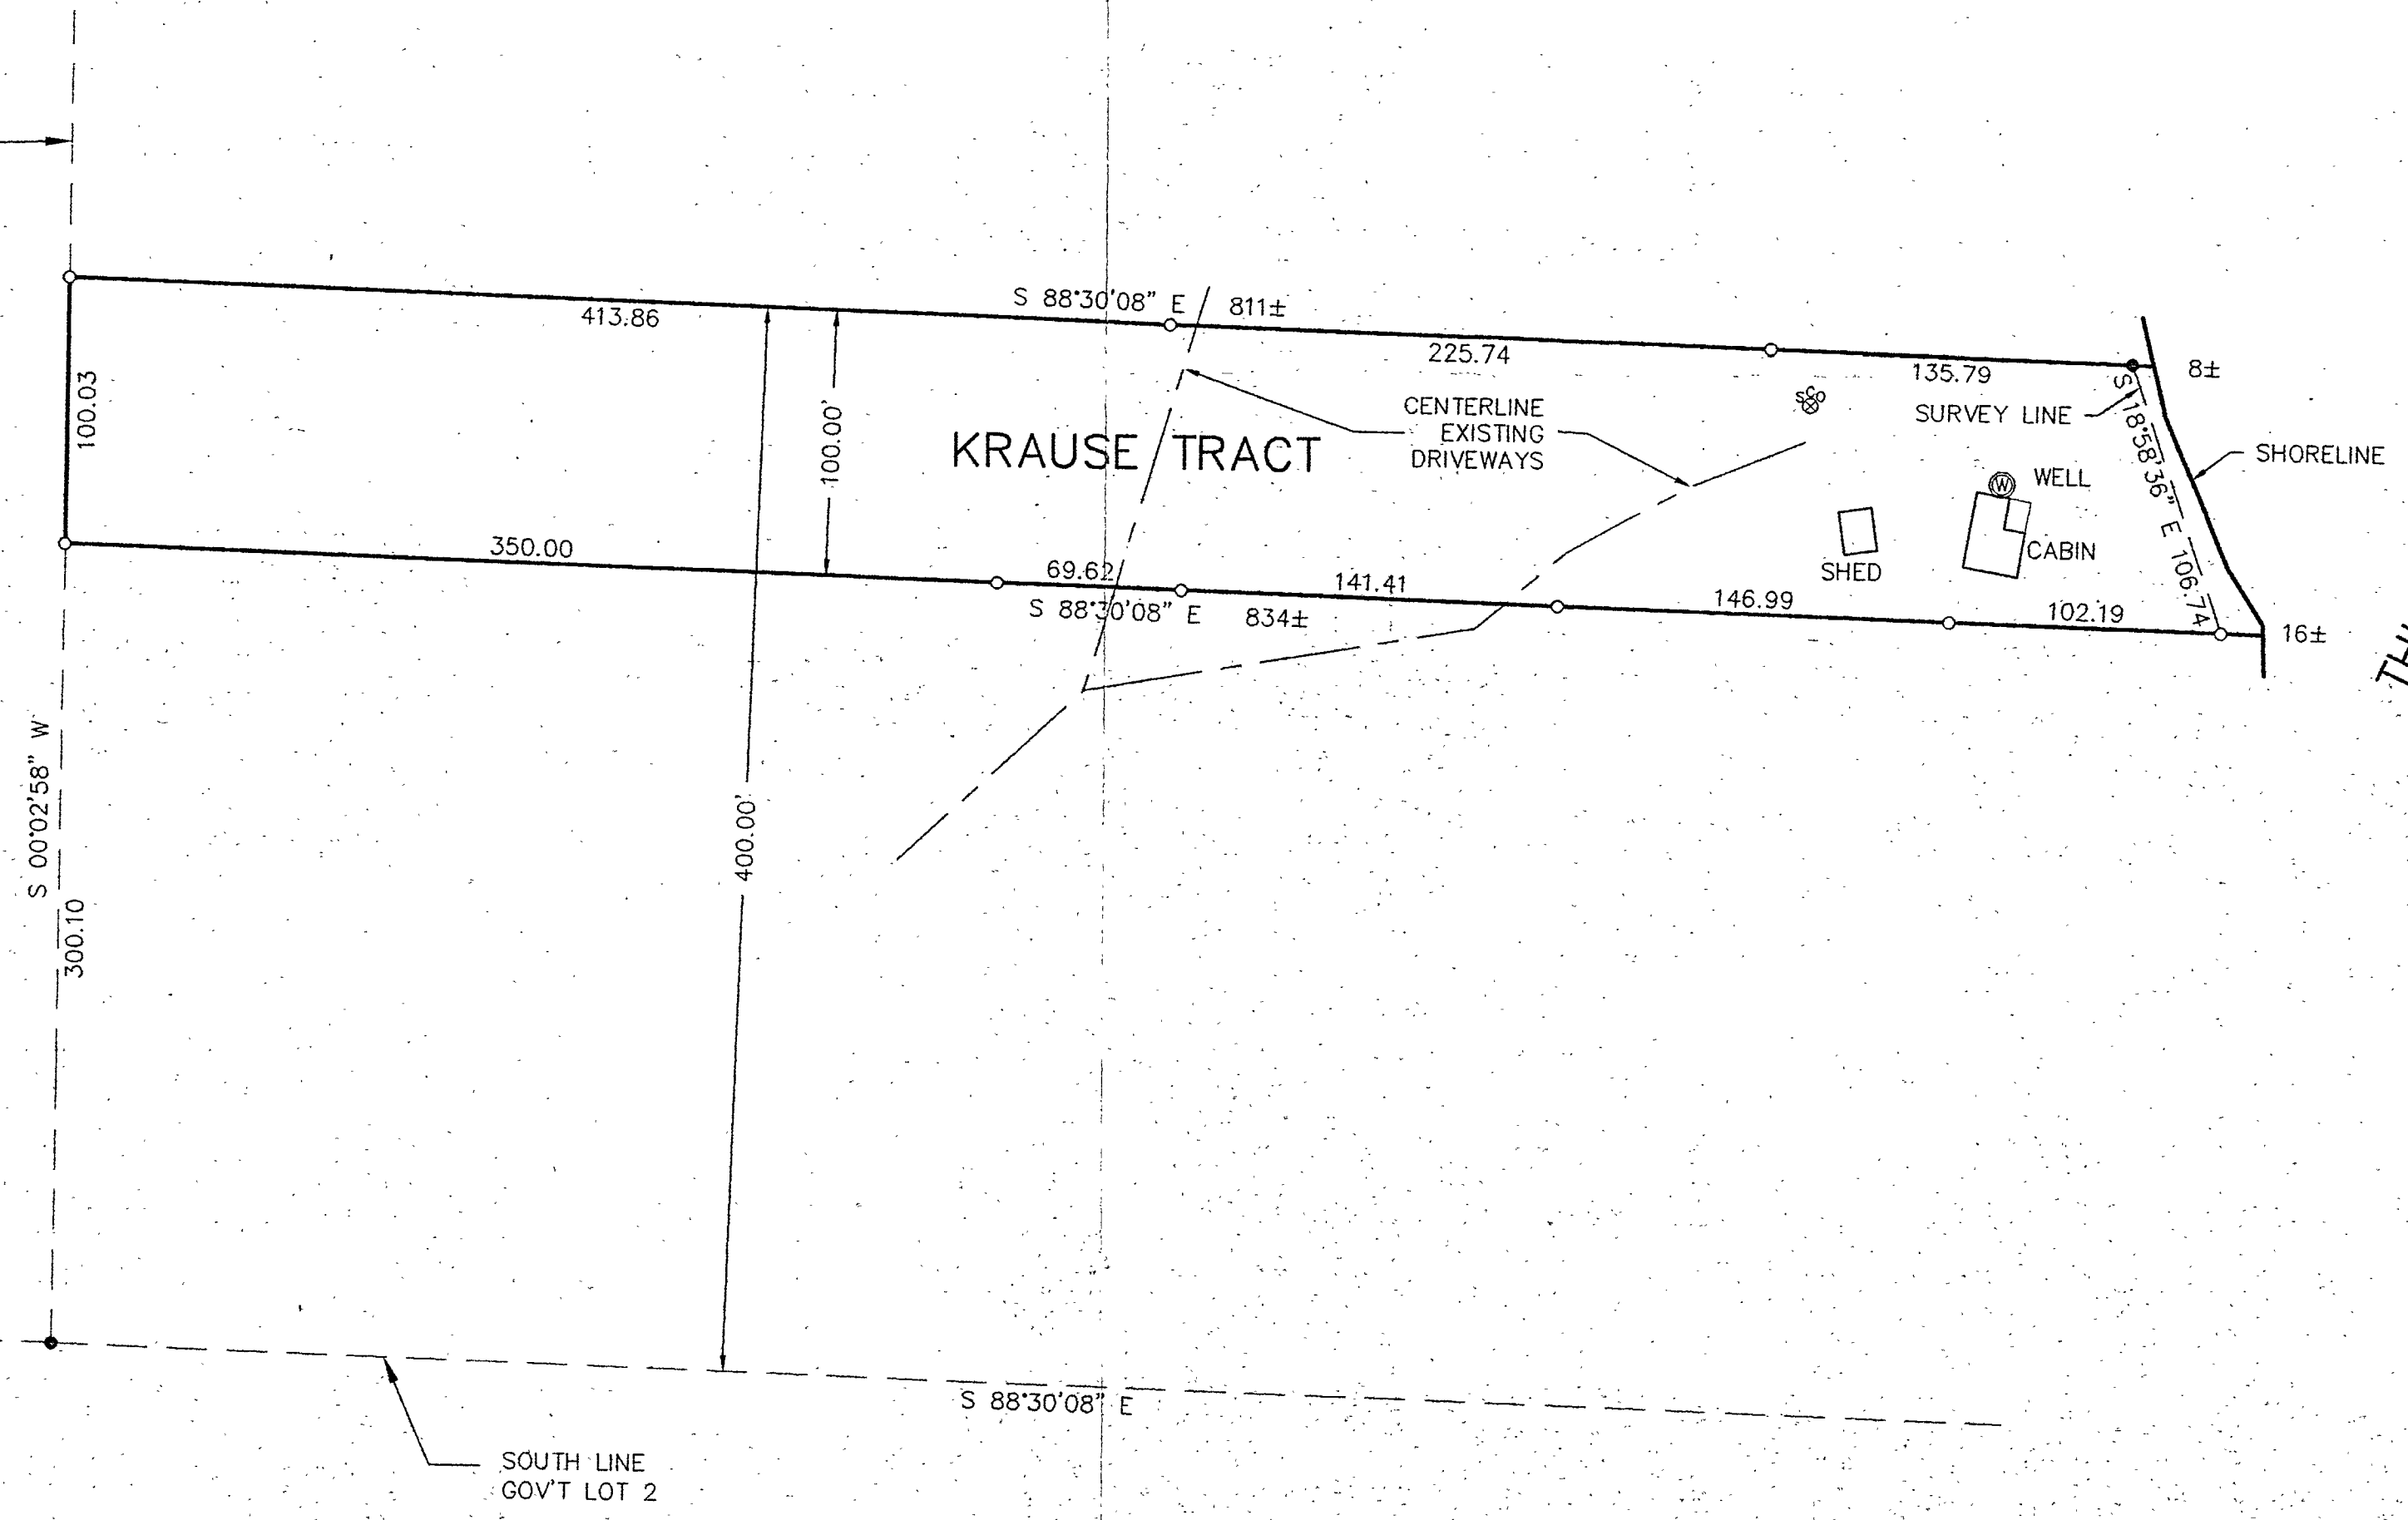 S 88°30'08" E 811±
413.86
225.74
135.79
8±
100.03
100.00'
KRAUSE TRACT
CENTERLINE
EXISTING
DRIVEWAYS
SCO
SURVEY LINE
S 18°58'36" E 106.74
SHORELINE
W
WELL
CABIN
SHED
350.00
69.62
141.41
146.99
102.19
16±
S 88°30'08" E 834±
S 00°02'58" W
300.10
400.00'
S 88°30'08" E
SOUTH LINE
GOV'T LOT 2